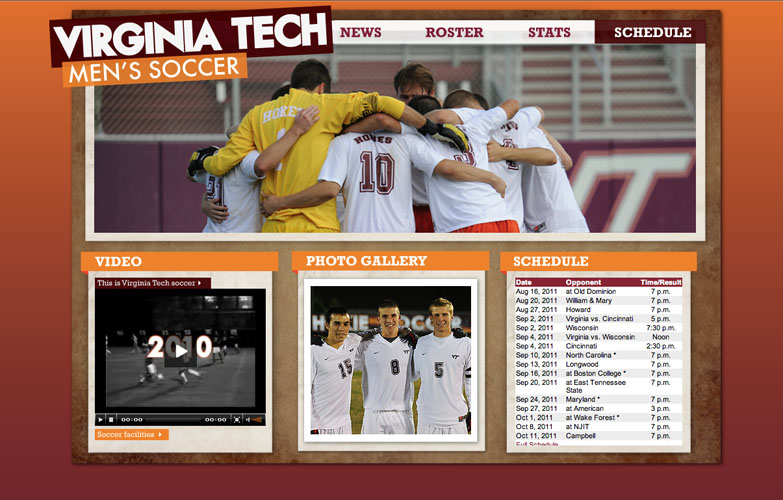 VIRGINIA TECH
MEN'S SOCCER
NEWS ROSTER STATS SCHEDULE
HOKIES
HOKIES
10
VT
VIDEO
This is Virginia Tech soccer
2010
00:00 00:00
Soccer facilities
PHOTO GALLERY
HOKIE SOCCER
15
8
VT
5
SCHEDULE
Date Opponent Time/Result
Aug 16, 2011 at Old Dominion 7 p.m.
Aug 20, 2011 William & Mary 7 p.m.
Aug 27, 2011 Howard 7 p.m.
Sep 2, 2011 Virginia vs. Cincinnati 5 p.m.
Sep 2, 2011 Wisconsin 7:30 p.m.
Sep 4, 2011 Virginia vs. Wisconsin Noon
Sep 4, 2011 Cincinnati 2:30 p.m.
Sep 10, 2011 North Carolina * 7 p.m.
Sep 13, 2011 Longwood 7 p.m.
Sep 16, 2011 at Boston College * 7 p.m.
Sep 20, 2011 at East Tennessee 7 p.m.
State
Sep 24, 2011 Maryland * 7 p.m.
Sep 27, 2011 at American 3 p.m.
Oct 1, 2011 at Wake Forest * 7 p.m.
Oct 8, 2011 at NJIT 7 p.m.
Oct 11, 2011 Campbell 7 p.m.
Full Schedule